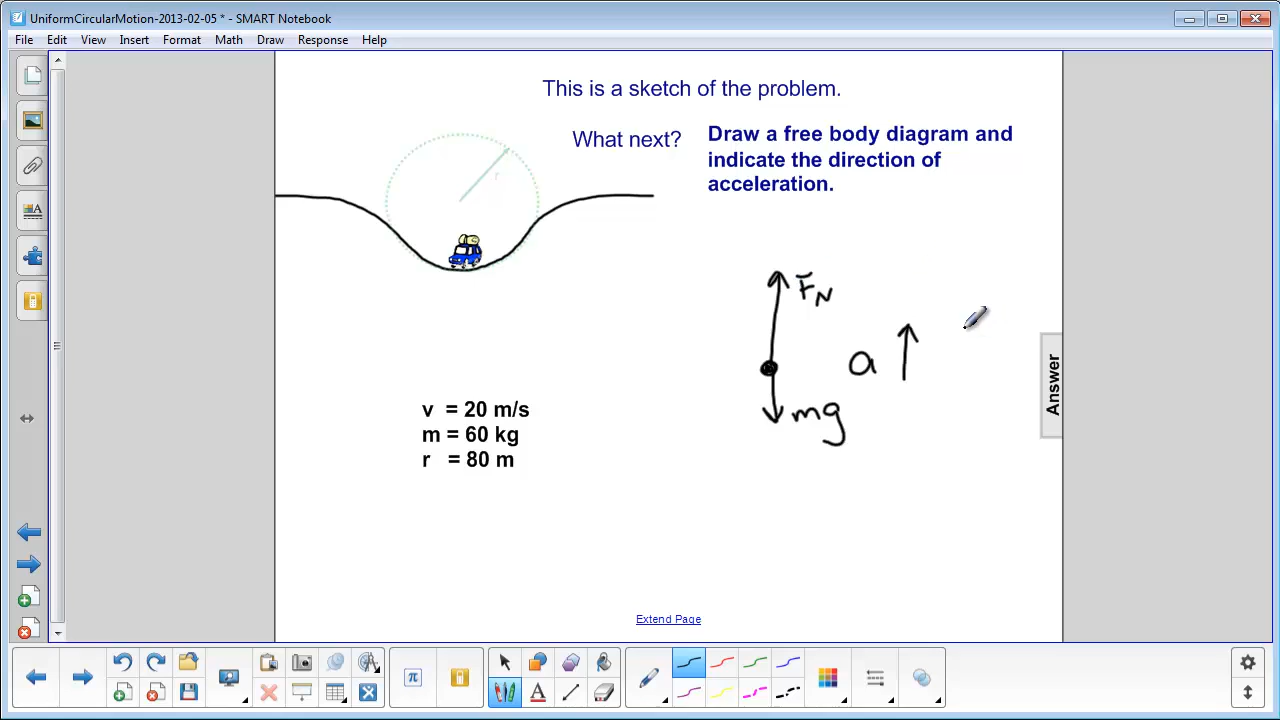 UniformCircularMotion-2013-02-05 * - SMART Notebook
File Edit View Insert Format Math Draw Response Help
This is a sketch of the problem.
What next?
Draw a free body diagram and
indicate the direction of
acceleration.
r
F_N
a
mg
Answer
v = 20 m/s
m = 60 kg
r = 80 m
Extend Page
π
A